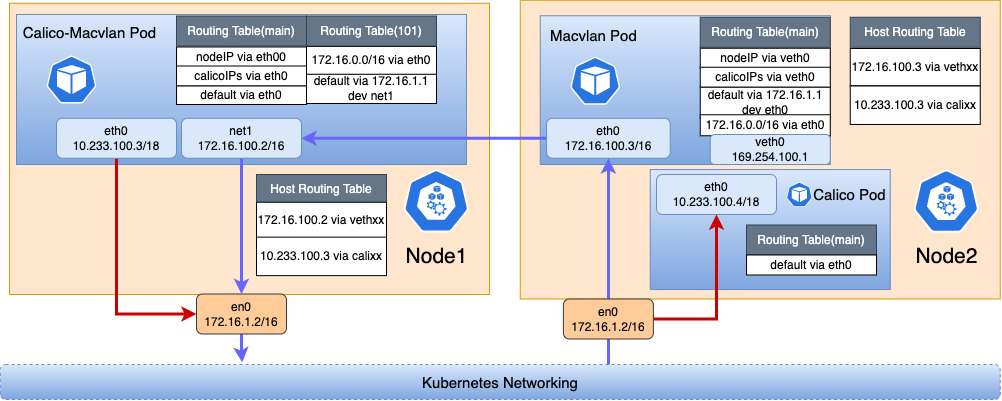 Calico-Macvlan Pod
Routing Table(main)
Routing Table(101)
nodeIP via eth00
172.16.0.0/16 via eth0
calicoIPs via eth0
default via 172.16.1.1
dev net1
default via eth0
eth0
10.233.100.3/18
net1
172.16.100.2/16
Host Routing Table
172.16.100.2 via vethxx
10.233.100.3 via calixx
Node1
en0
172.16.1.2/16
Macvlan Pod
Routing Table(main)
nodeIP via veth0
calicoIPs via veth0
default via 172.16.1.1
dev eth0
172.16.0.0/16 via eth0
Host Routing Table
172.16.100.3 via vethxx
10.233.100.3 via calixx
eth0
172.16.100.3/16
veth0
169.254.100.1
eth0
10.233.100.4/18
Calico Pod
Routing Table(main)
default via eth0
Node2
en0
172.16.1.2/16
Kubernetes Networking